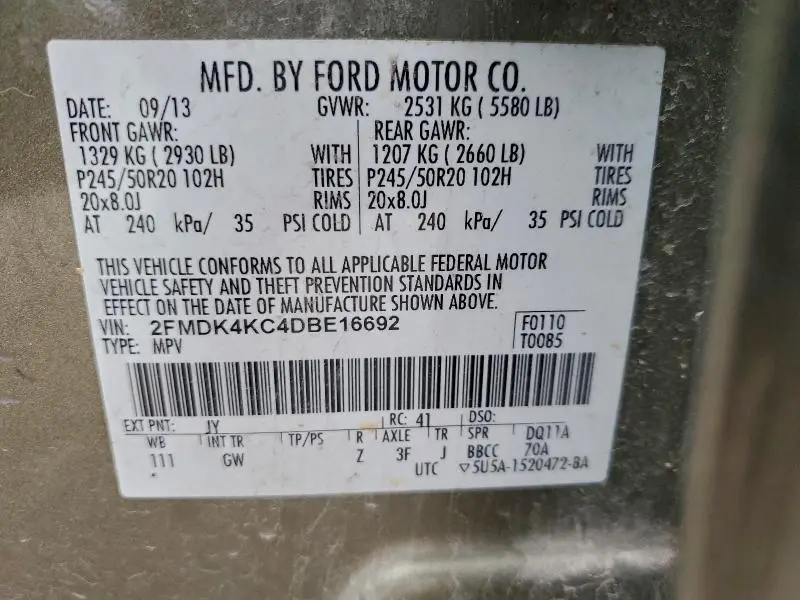 MFD. BY FORD MOTOR CO.
DATE: 09/13 GVWR: 2531 KG ( 5580 LB)
FRONT GAWR: REAR GAWR:
1329 KG ( 2930 LB) WITH 1207 KG ( 2660 LB) WITH
P245/50R20 102H TIRES P245/50R20 102H TIRES
20x8.0J RIMS 20x8.0J RIMS
AT 240 kPa/ 35 PSI COLD AT 240 kPa/ 35 PSI COLD
THIS VEHICLE CONFORMS TO ALL APPLICABLE FEDERAL MOTOR
VEHICLE SAFETY AND THEFT PREVENTION STANDARDS IN
EFFECT ON THE DATE OF MANUFACTURE SHOWN ABOVE.
VIN: 2FMDK4KC4DBE16692 F0110
TYPE: MPV T0085
EXT PNT: JY RC: 41 DSO:
WB INT TR TP/PS R AXLE TR SPR DQ11A
111 GW Z 3F J BBCC 70A
UTC ▽5U5A-1520472-BA